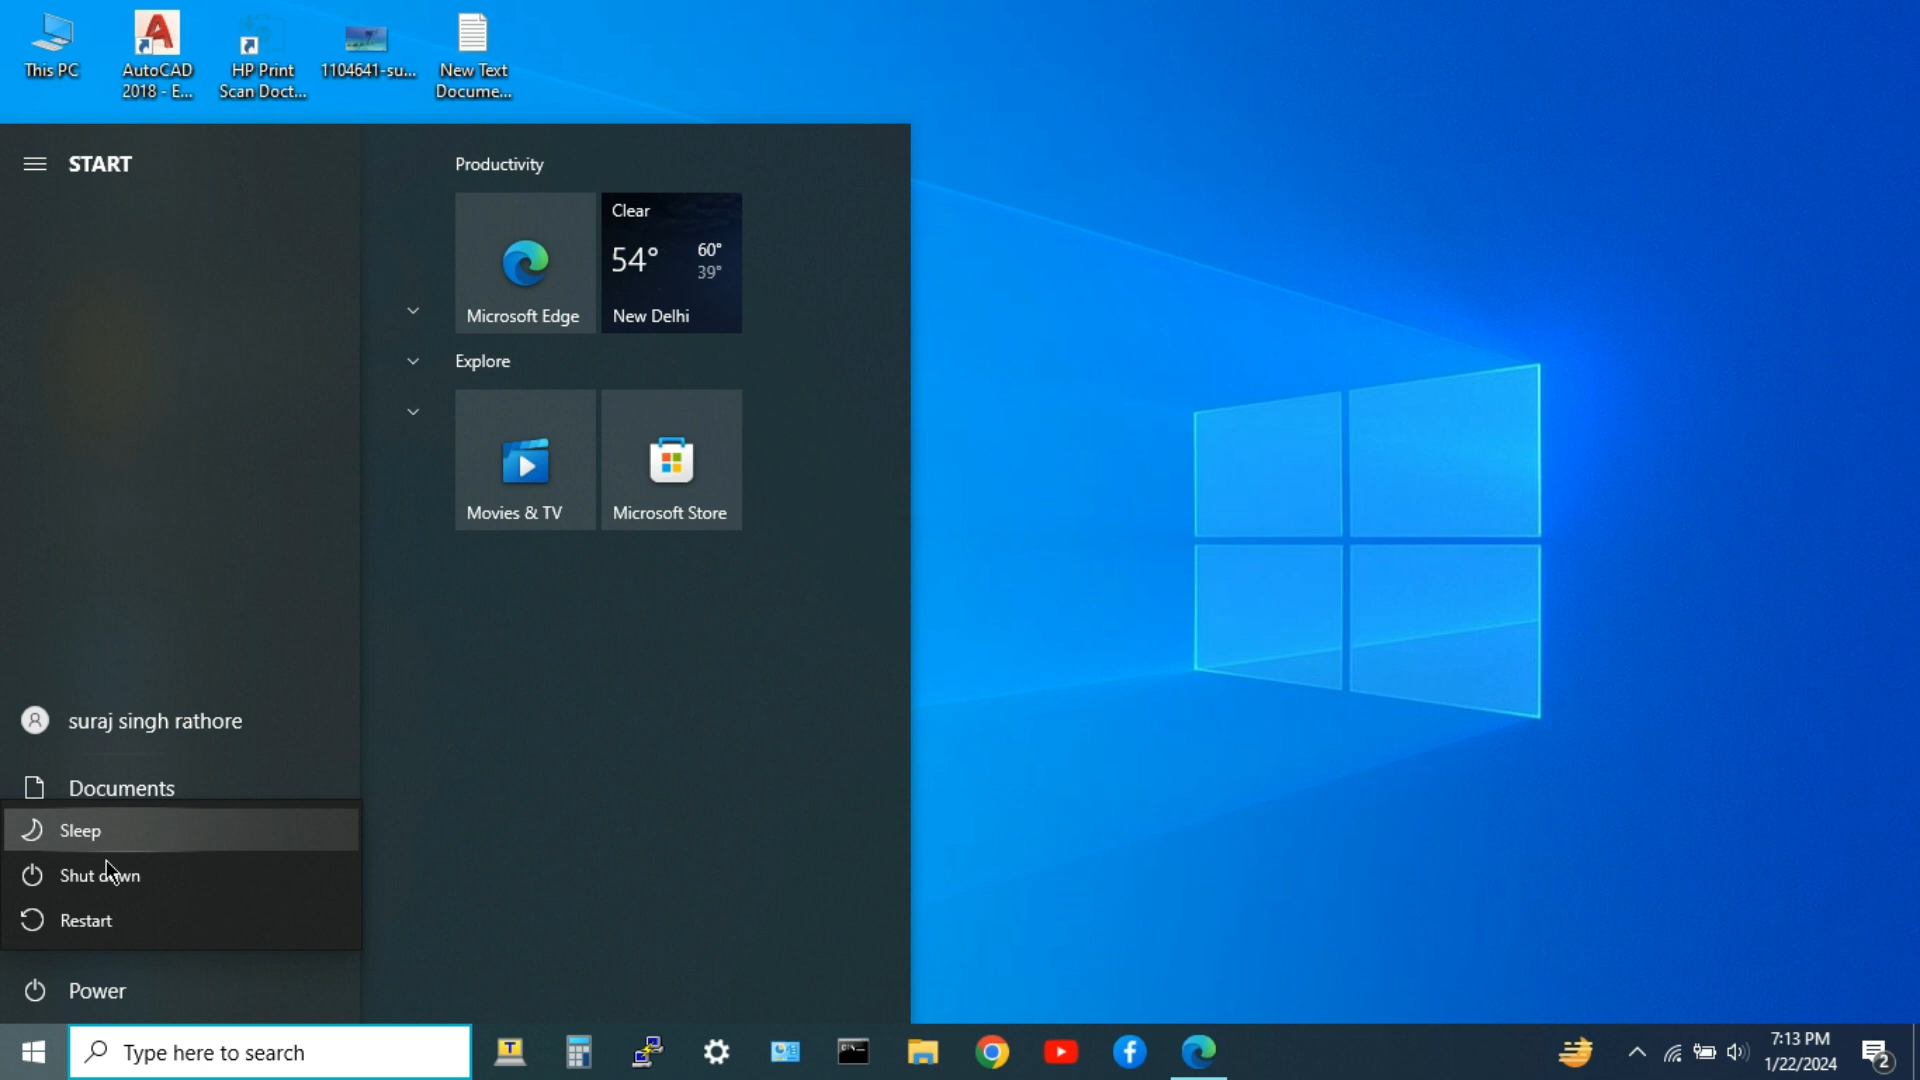 This PC
AutoCAD
2018 - E...
HP Print
Scan Doct...
1104641-su...
New Text
Docume...
START
Productivity
Clear
54°
60°
39°
Microsoft Edge
New Delhi
Explore
Movies & TV
Microsoft Store
suraj singh rathore
Documents
Sleep
Shut down
Restart
Power
Type here to search
T
C:\_
7:13 PM
1/22/2024
2